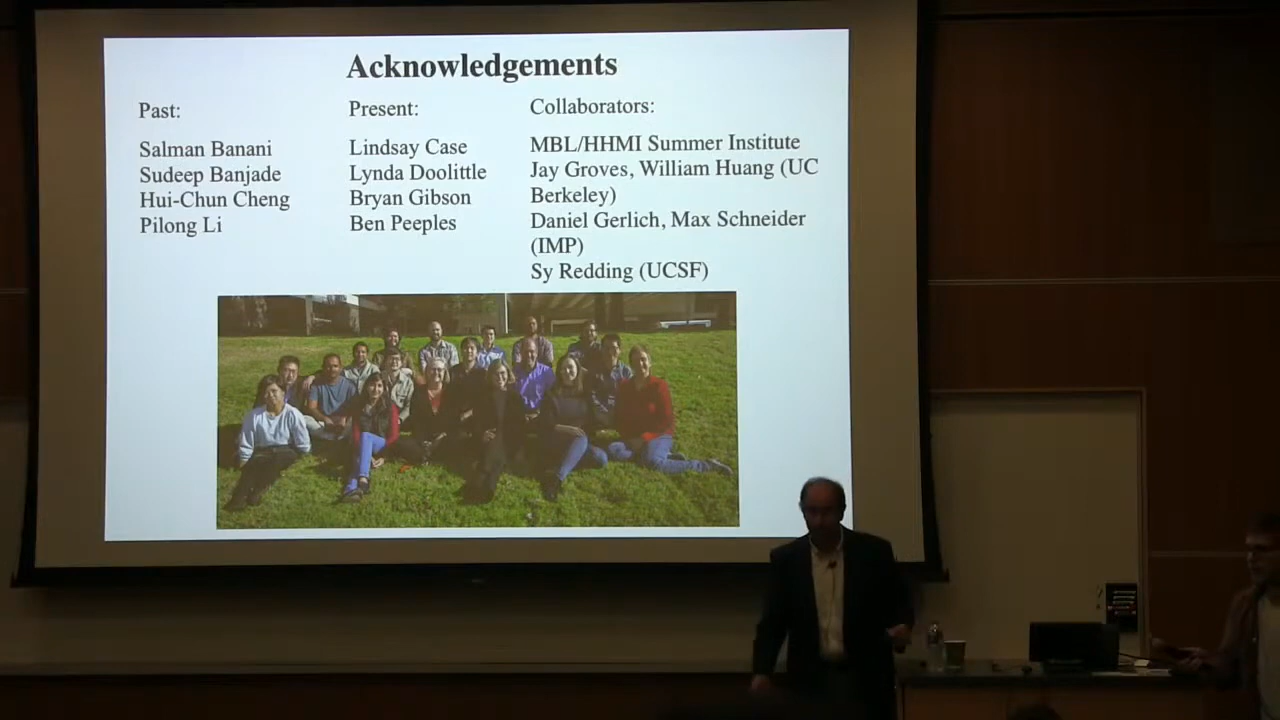 Acknowledgements
Past:
Salman Banani
Sudeep Banjade
Hui-Chun Cheng
Pilong Li
Present:
Lindsay Case
Lynda Doolittle
Bryan Gibson
Ben Peeples
Collaborators:
MBL/HHMI Summer Institute
Jay Groves, William Huang (UC
Berkeley)
Daniel Gerlich, Max Schneider
(IMP)
Sy Redding (UCSF)